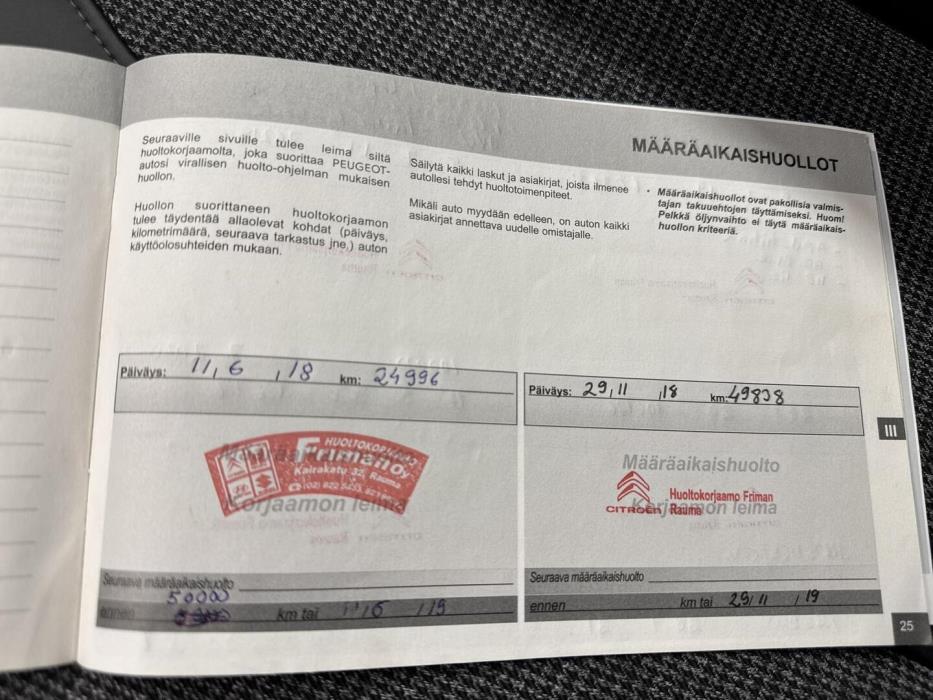 MÄÄRÄAIKAISHUOLLOT
Seuraaville sivuille tulee leima siltä
huoltokorjaamolta, joka suorittaa PEUGEOT-
autosi virallisen huolto-ohjelman mukaisen
huollon.
Huollon suorittaneen huoltokorjaamon
tulee täydentää allaolevat kohdat (päiväys,
kilometrimäärä, seuraava tarkastus jne.) auton
käyttöolosuhteiden mukaan.
Säilytä kaikki laskut ja asiakirjat, joista ilmenee
autollesi tehdyt huoltotoimenpiteet.
Mikäli auto myydään edelleen, on auton kaikki
asiakirjat annettava uudelle omistajalle.
• Määräaikaishuollot ovat pakollisia valmis-
tajan takuuehtojen täyttämiseksi. Huom!
Pelkkä öljynvaihto ei täytä määräaikais-
huollon kriteeriä.
Päiväys: 11, 6 , 18 km: 24996
HUOLTOKORJAAMO
Friman Oy
Kairakatu 32, Rauma
Korjaamon leima
Seuraava määräaikaishuolto
50000
ennen km tai 11/6 /19
Päiväys: 29, 11 ,18 km: 49838
Määräaikaishuolto
Huoltokorjaamo Friman
CITROËN Rauma
Korjaamon leima
Seuraava määräaikaishuolto
ennen km tai 29/11 /19
III
25